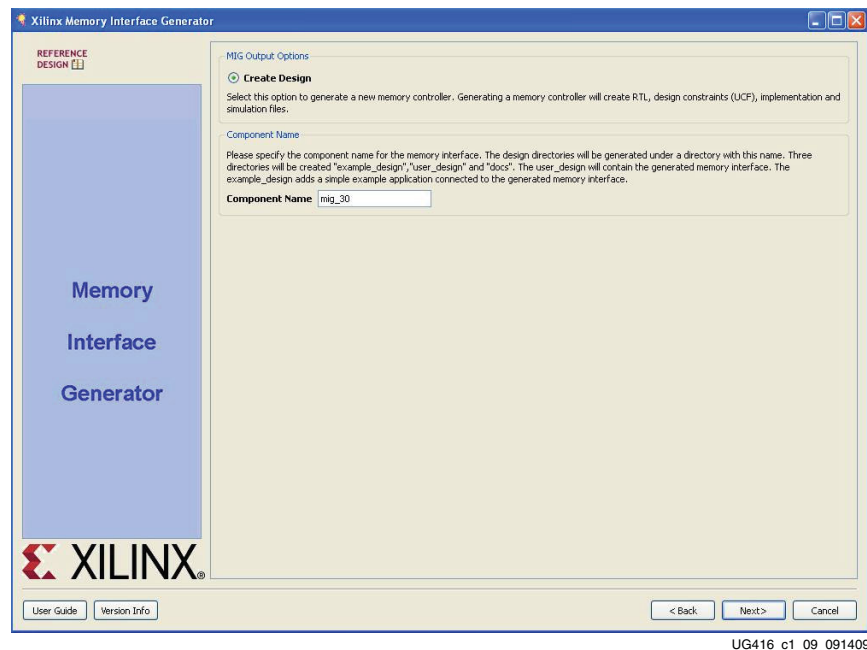 Xilinx Memory Interface Generator
REFERENCE
DESIGN
MIG Output Options
Create Design
Select this option to generate a new memory controller. Generating a memory controller will create RTL, design constraints (UCF), implementation and
simulation files.
Component Name
Please specify the component name for the memory interface. The design directories will be generated under a directory with this name. Three
directories will be created "example_design","user_design" and "docs". The user_design will contain the generated memory interface. The
example_design adds a simple example application connected to the generated memory interface.
Component Name mig_30
Memory
Interface
Generator
XILINX®
User Guide Version Info < Back Next> Cancel
UG416_c1_09_091409